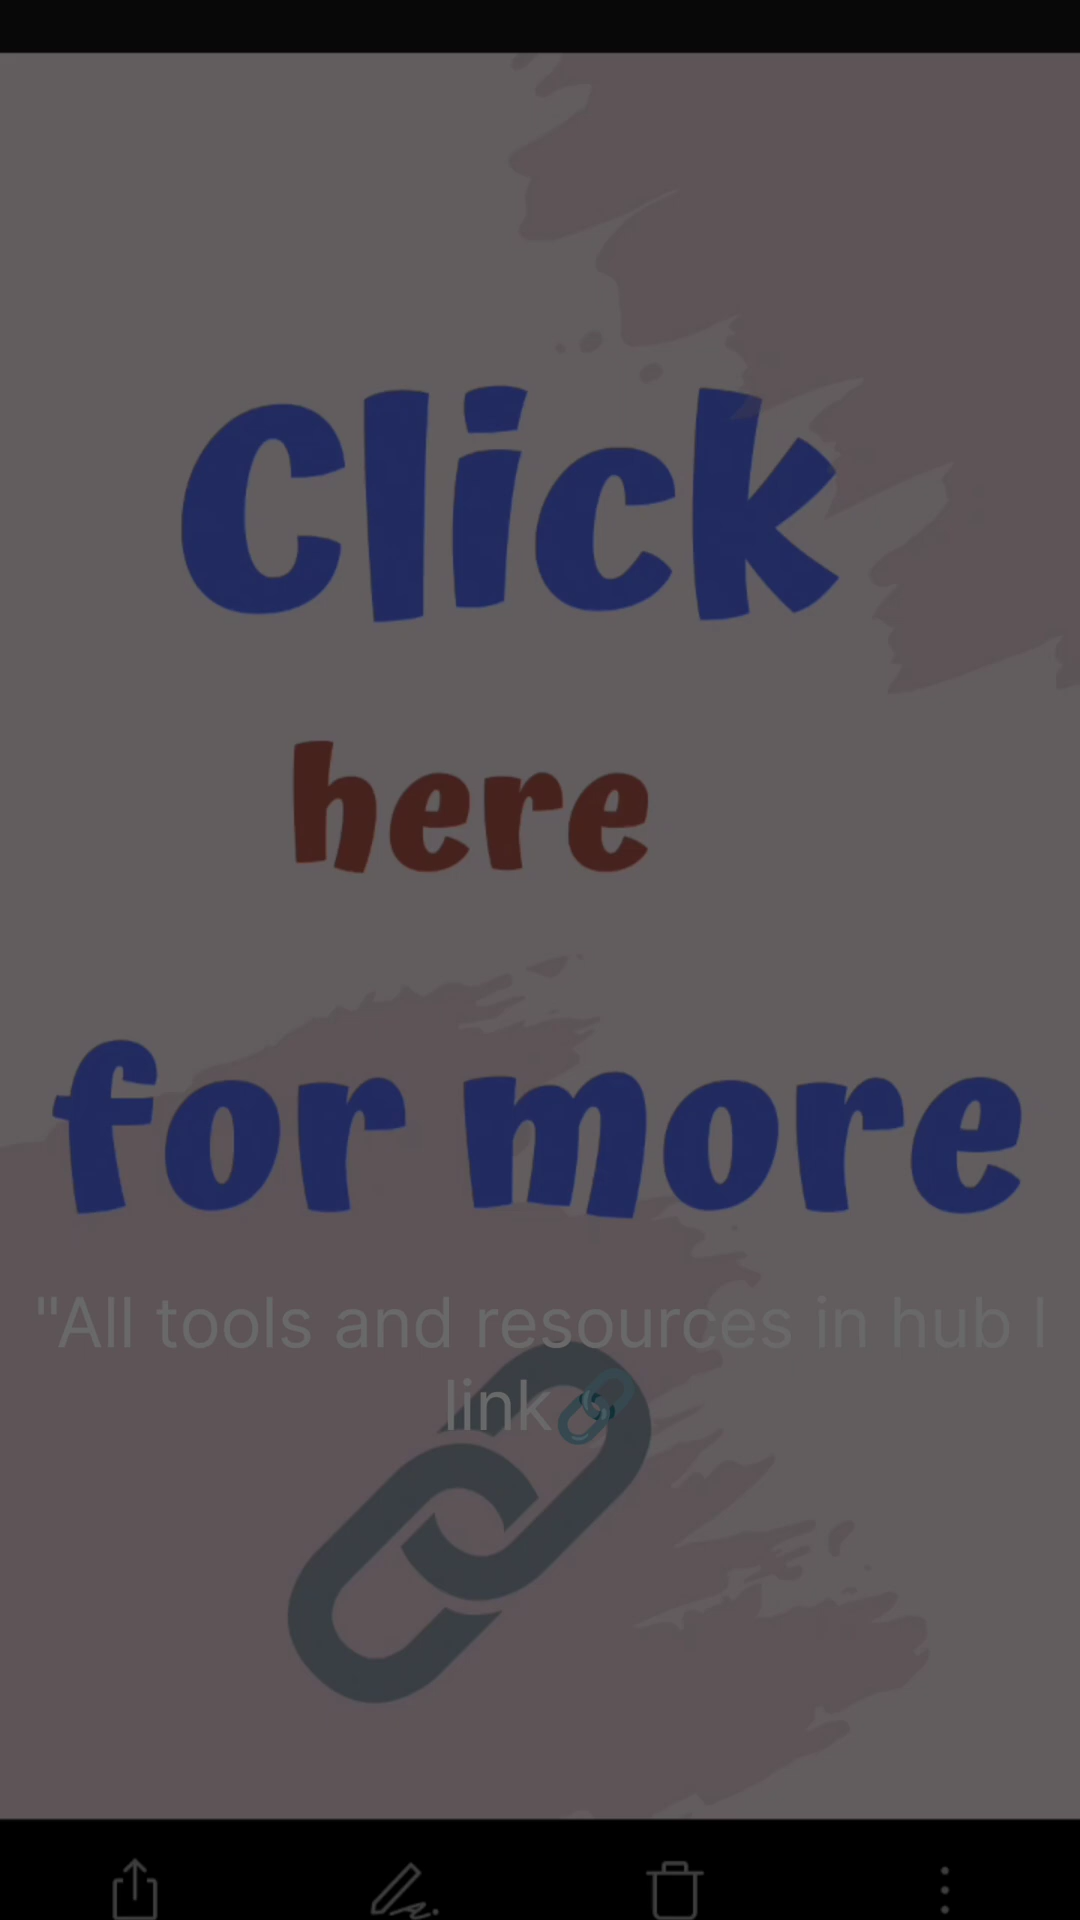 Click
here
for more
"All tools and resources in hub l
link🔗